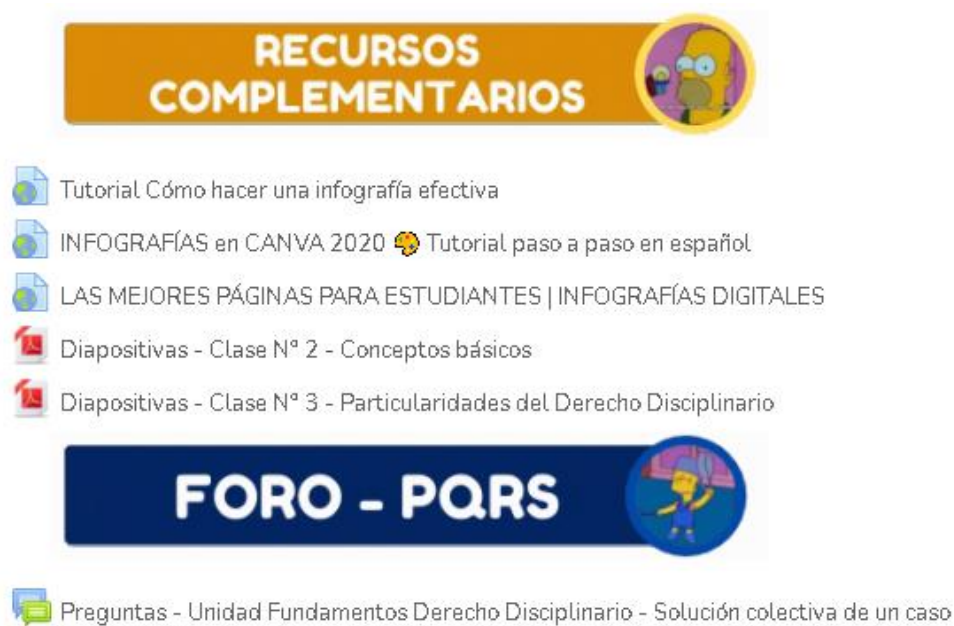 RECURSOS
COMPLEMENTARIOS
Tutorial Cómo hacer una infografía efectiva
INFOGRAFÍAS en CANVA 2020 🎨 Tutorial paso a paso en español
LAS MEJORES PÁGINAS PARA ESTUDIANTES | INFOGRAFÍAS DIGITALES
Diapositivas - Clase N° 2 - Conceptos básicos
Diapositivas - Clase N° 3 - Particularidades del Derecho Disciplinario
FORO - PQRS
Preguntas - Unidad Fundamentos Derecho Disciplinario - Solución colectiva de un caso